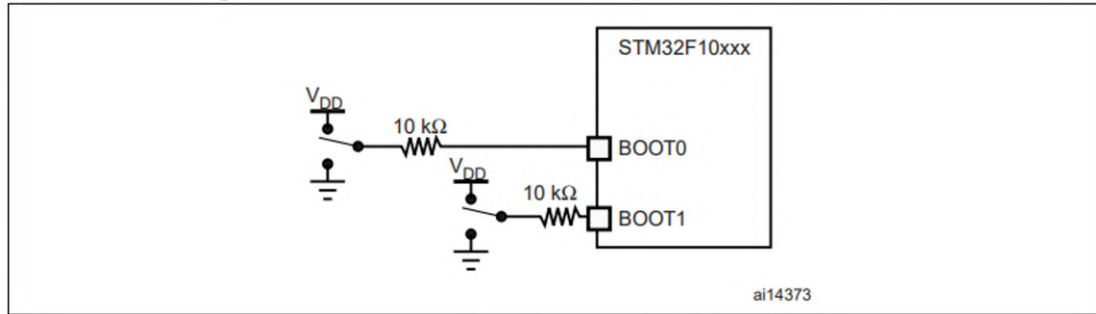 STM32F10xxx
VDD
10 kΩ
BOOT0
VDD
10 kΩ
BOOT1
ai14373